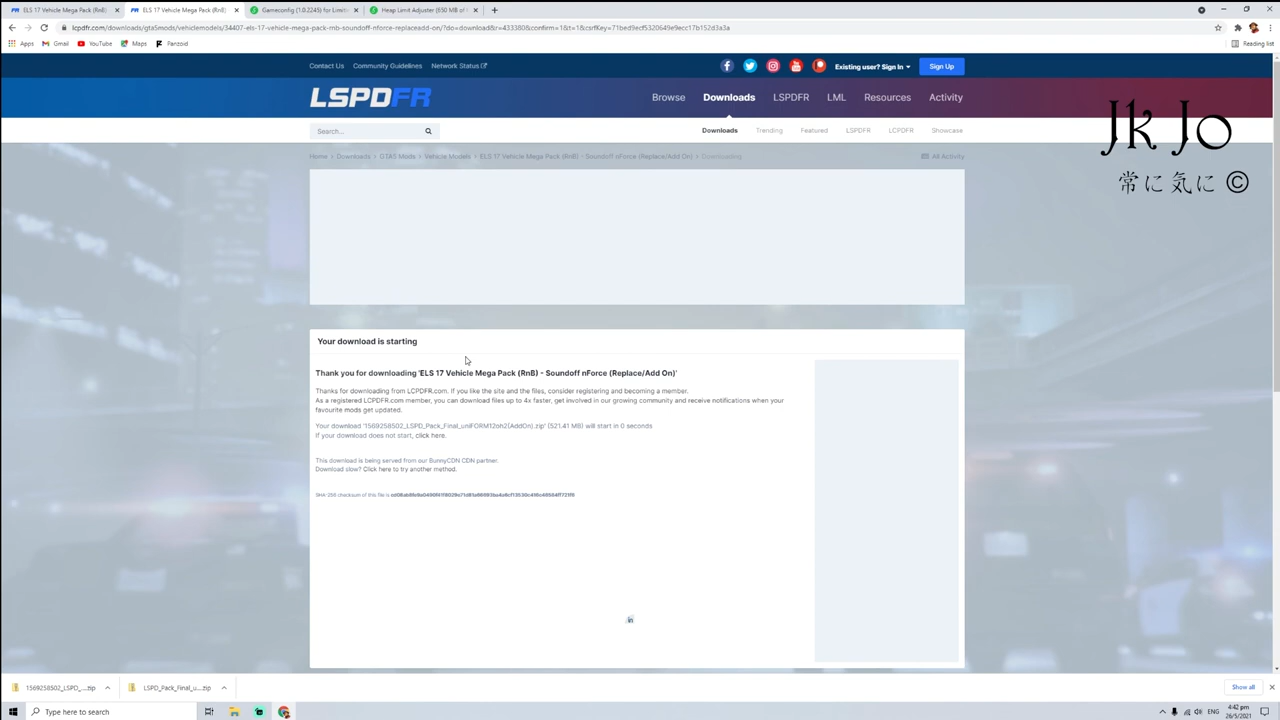 ELS 17 Vehicle Mega Pack (RnB)
ELS 17 Vehicle Mega Pack (RnB)
Gameconfig (1.0.2245) for Limite
Heap Limit Adjuster (650 MB of h
lcpdfr.com/downloads/gta5mods/vehiclemodels/34407-els-17-vehicle-mega-pack-rnb-soundoff-nforce-replaceadd-on/?do=download&r=433380&confirm=1&t=1&csrfKey=71bed9ecf5320649e9ecc17b152d3a3a
Apps
Gmail
YouTube
Maps
Panzoid
Reading list
Contact Us
Community Guidelines
Network Status
Existing user? Sign In
Sign Up
LSPDFR
Browse
Downloads
LSPDFR
LML
Resources
Activity
Jk Jo
Search...
Downloads
Trending
Featured
LSPDFR
LCPDFR
Showcase
Home > Downloads > GTA5 Mods > Vehicle Models > ELS 17 Vehicle Mega Pack (RnB) - Soundoff nForce (Replace/Add On) > Downloading
All Activity
常に気に ©
Your download is starting
Thank you for downloading 'ELS 17 Vehicle Mega Pack (RnB) - Soundoff nForce (Replace/Add On)'
Thanks for downloading from LCPDFR.com. If you like the site and the files, consider registering and becoming a member.
As a registered LCPDFR.com member, you can download files up to 4x faster, get involved in our growing community and receive notifications when your
favourite mods get updated.
Your download '1569258502_LSPD_Pack_Final_uniFORM12oh2(AddOn).zip' (521.41 MB) will start in 0 seconds
If your download does not start, click here.
This download is being served from our BunnyCDN CDN partner.
Download slow? Click here to try another method.
SHA-256 checksum of this file is
in
1569258502_LSPD_....zip
LSPD_Pack_Final_u....zip
Show all
Type here to search
ENG
4:42 pm
26/5/2021